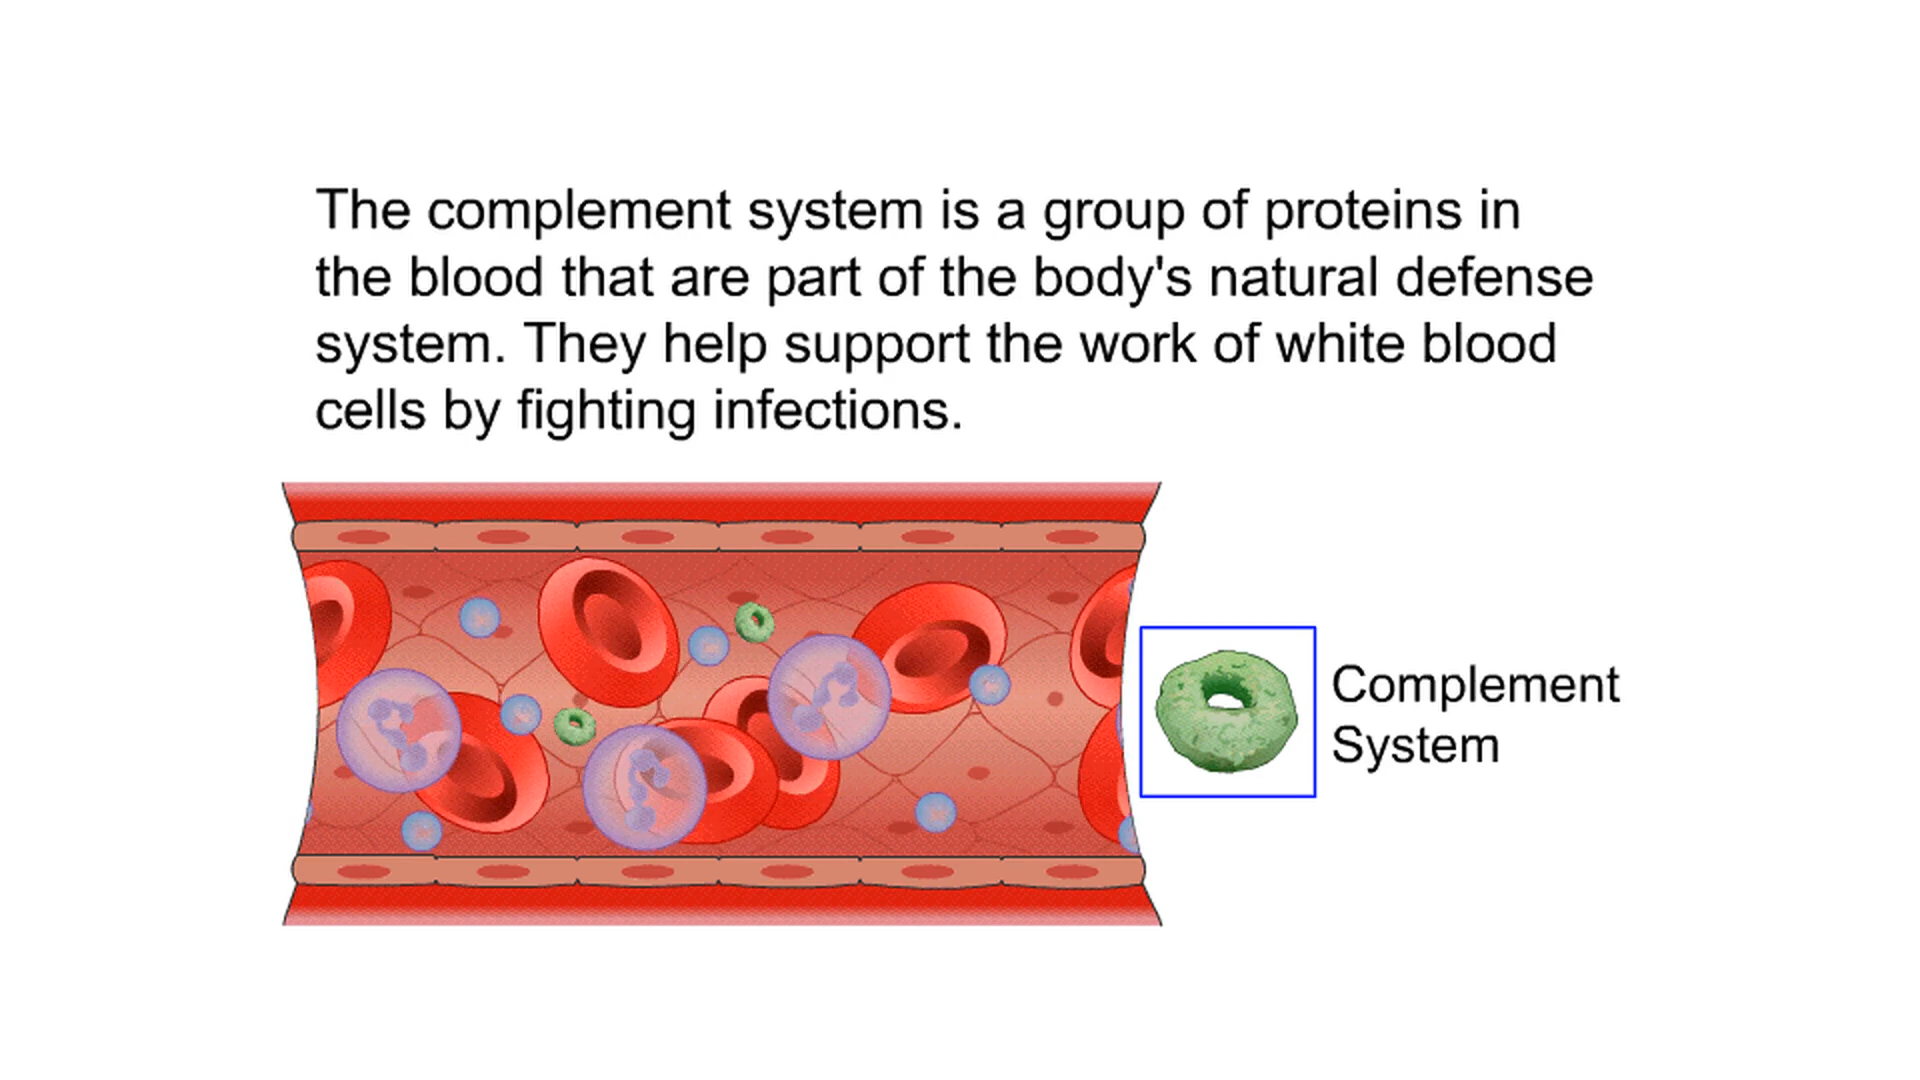 The complement system is a group of proteins in
the blood that are part of the body's natural defense
system. They help support the work of white blood
cells by fighting infections.
Complement
System